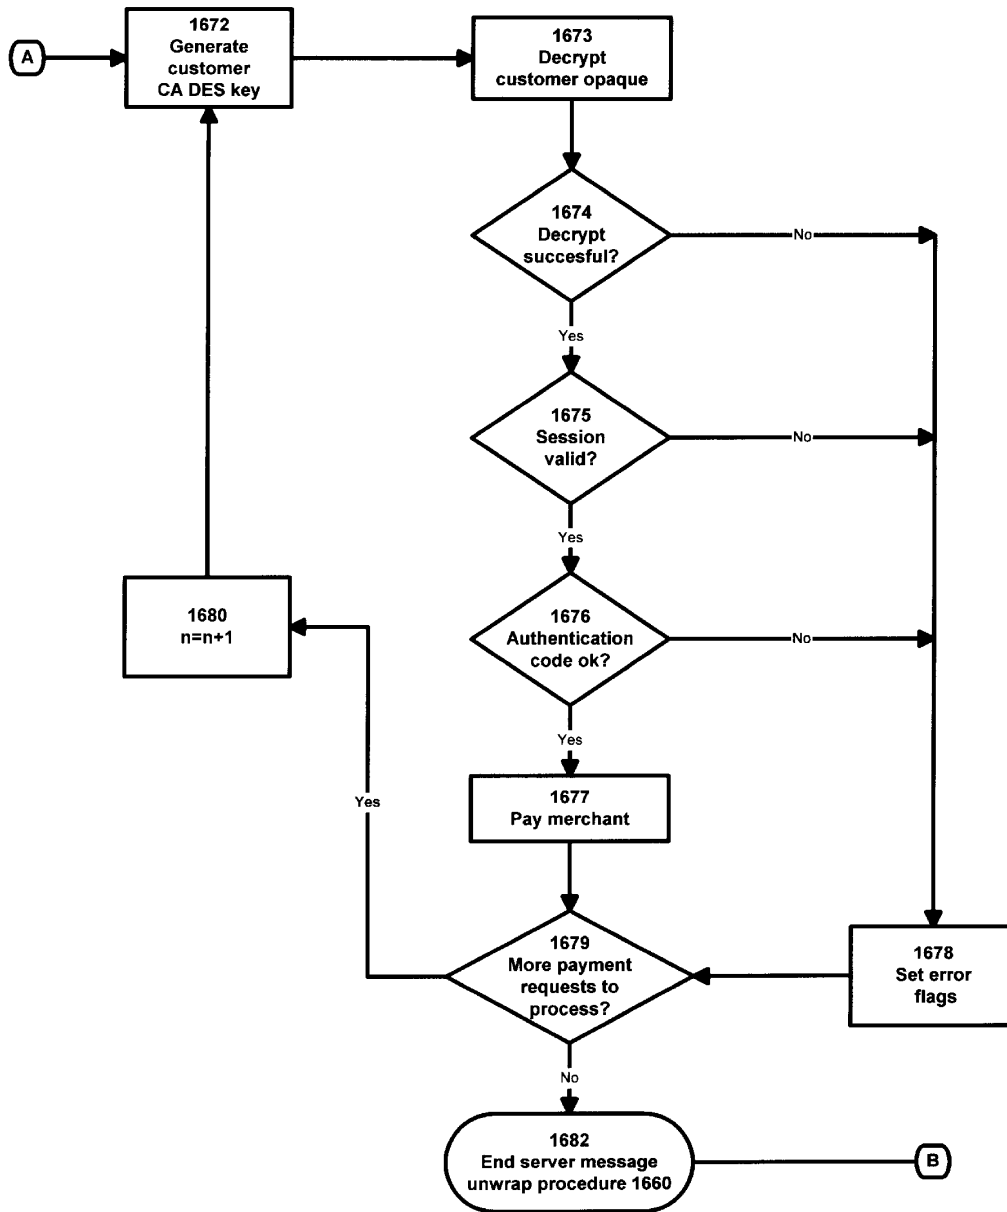 A
1672
Generate
customer
CA DES key
1673
Decrypt
customer opaque
1674
Decrypt
succesful?
No
Yes
1675
Session
valid?
No
Yes
1676
Authentication
code ok?
No
Yes
1680
n=n+1
1677
Pay merchant
Yes
1679
More payment
requests to
process?
1678
Set error
flags
No
1682
End server message
unwrap procedure 1660
B